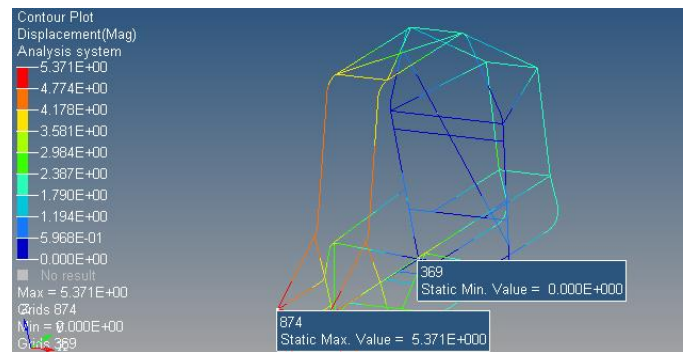 Contour Plot
Displacement(Mag)
Analysis system
5.371E+00
4.774E+00
4.178E+00
3.581E+00
2.984E+00
2.387E+00
1.790E+00
1.194E+00
5.968E-01
0.000E+00
No result
Max = 5.371E+00
Grids 874
Min = 0.000E+00
Grids 369
369
Static Min. Value = 0.000E+000
874
Static Max. Value = 5.371E+000